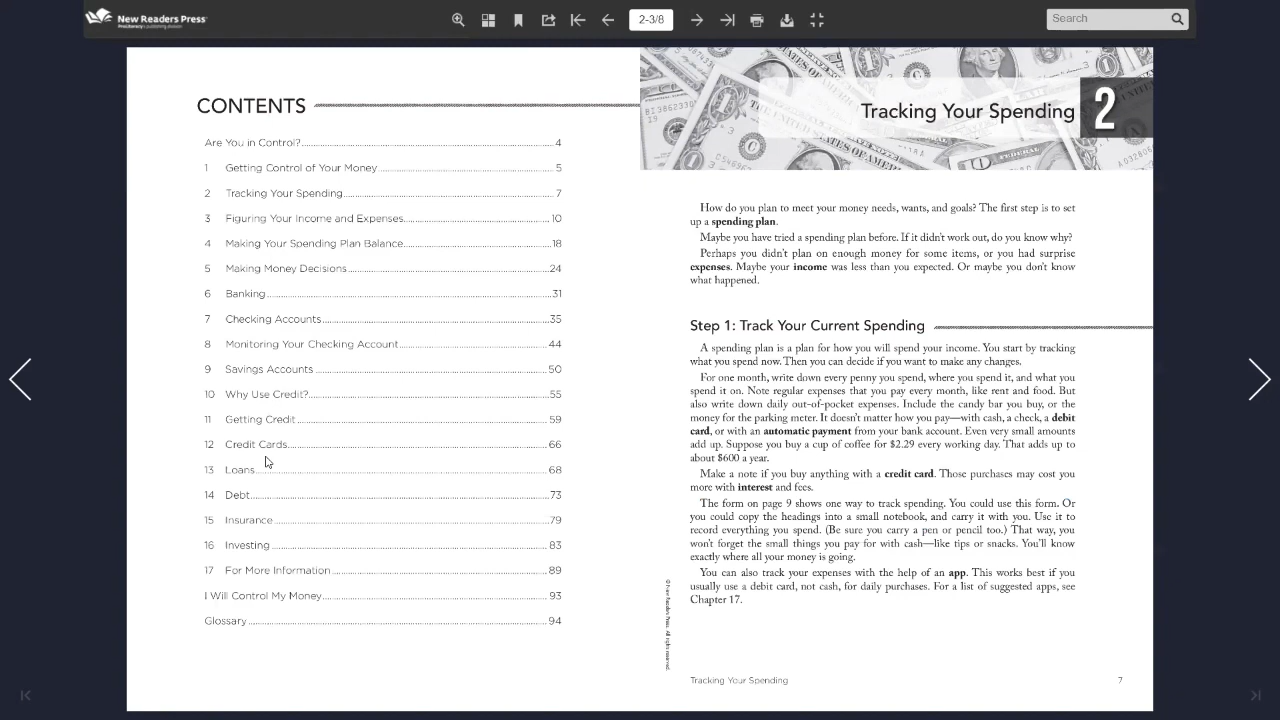 New Readers Press
2-3/8
Search
CONTENTS
Are You in Control? 4
1 Getting Control of Your Money 5
2 Tracking Your Spending 7
3 Figuring Your Income and Expenses 10
4 Making Your Spending Plan Balance 18
5 Making Money Decisions 24
6 Banking 31
7 Checking Accounts 35
8 Monitoring Your Checking Account 44
9 Savings Accounts 50
10 Why Use Credit? 55
11 Getting Credit 59
12 Credit Cards 66
13 Loans 68
14 Debt 73
15 Insurance 79
16 Investing 83
17 For More Information 89
I Will Control My Money 93
Glossary 94
Tracking Your Spending 2
How do you plan to meet your money needs, wants, and goals? The first step is to set
up a spending plan.
Maybe you have tried a spending plan before. If it didn't work out, do you know why?
Perhaps you didn't plan on enough money for some items, or you had surprise
expenses. Maybe your income was less than you expected. Or maybe you don't know
what happened.
Step 1: Track Your Current Spending
A spending plan is a plan for how you will spend your income. You start by tracking
what you spend now. Then you can decide if you want to make any changes.
For one month, write down every penny you spend, where you spend it, and what you
spend it on. Note regular expenses that you pay every month, like rent and food. But
also write down daily out-of-pocket expenses. Include the candy bar you buy, or the
money for the parking meter. It doesn't matter how you pay—with cash, a check, a debit
card, or with an automatic payment from your bank account. Even very small amounts
add up. Suppose you buy a cup of coffee for $2.29 every working day. That adds up to
about $600 a year.
Make a note if you buy anything with a credit card. Those purchases may cost you
more with interest and fees.
The form on page 9 shows one way to track spending. You could use this form. Or
you could copy the headings into a small notebook, and carry it with you. Use it to
record everything you spend. (Be sure you carry a pen or pencil too.) That way, you
won't forget the small things you pay for with cash—like tips or snacks. You'll know
exactly where all your money is going.
You can also track your expenses with the help of an app. This works best if you
usually use a debit card, not cash, for daily purchases. For a list of suggested apps, see
Chapter 17.
© New Readers Press. All rights reserved.
Tracking Your Spending 7